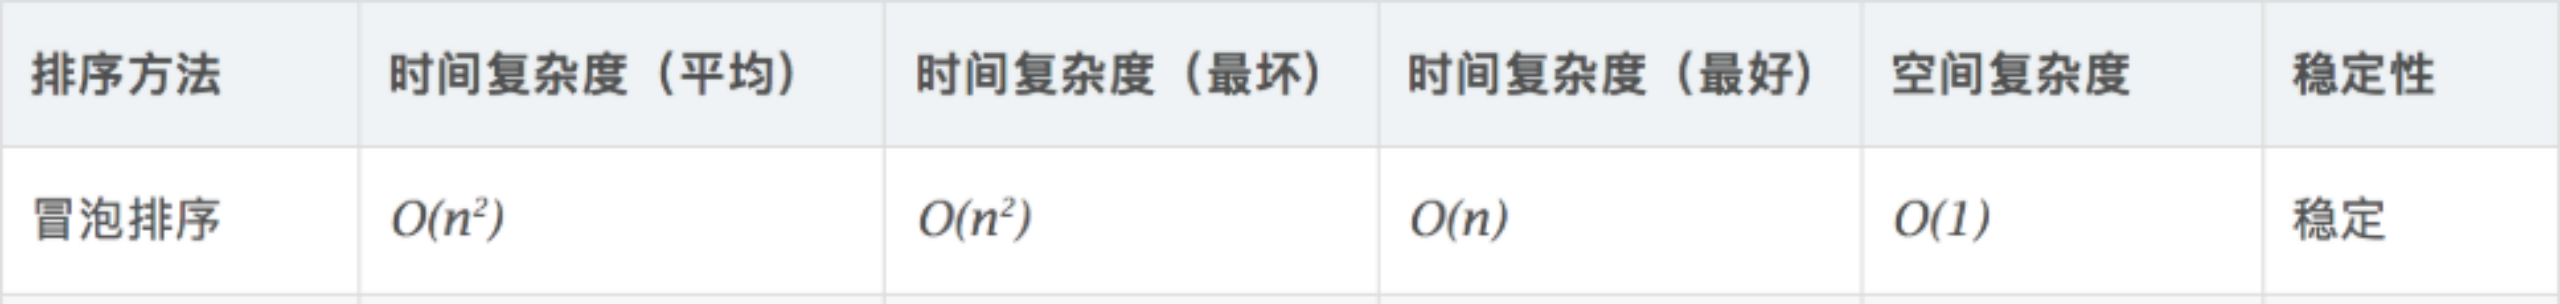 排序方法 时间复杂度（平均） 时间复杂度（最坏） 时间复杂度（最好） 空间复杂度 稳定性
冒泡排序 O(n²) O(n²) O(n) O(1) 稳定